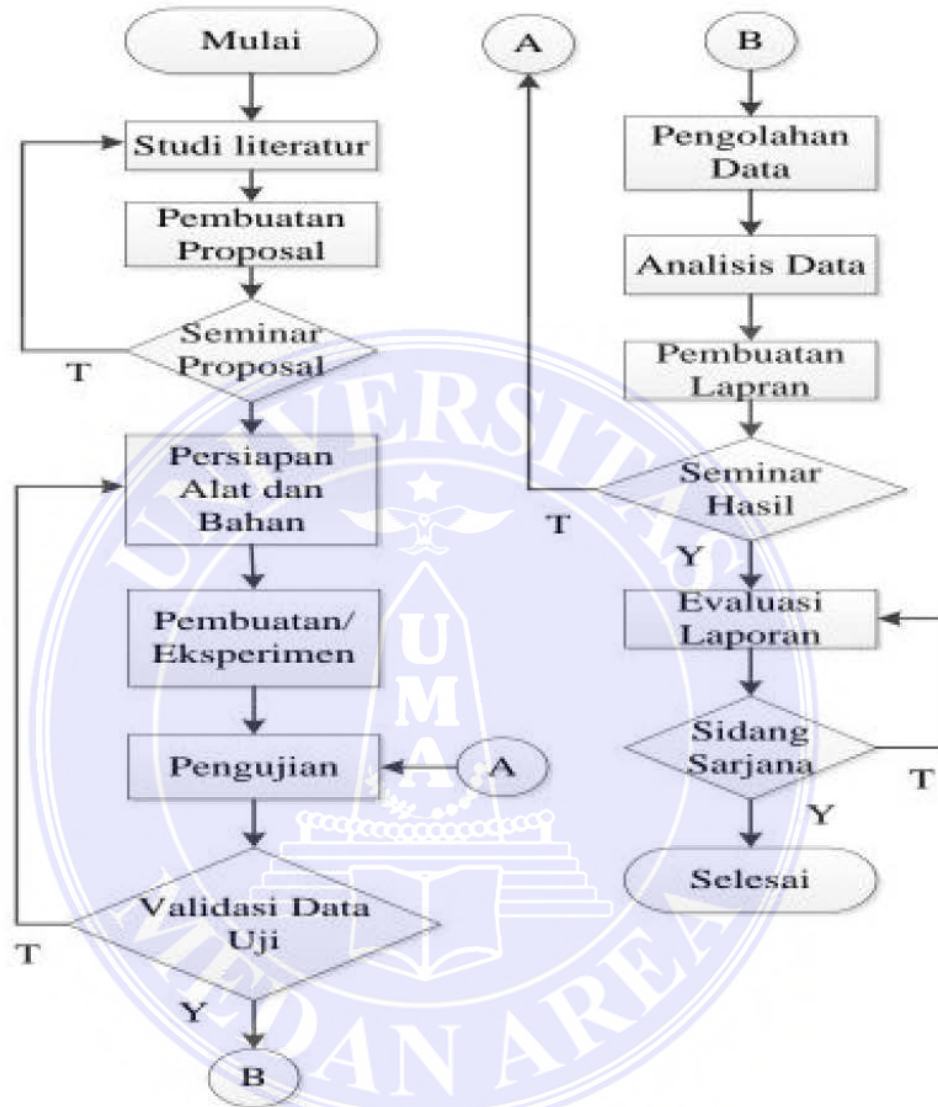 Mulai
Studi literatur
Pembuatan
Proposal
Seminar
Proposal
T
Persiapan
Alat dan
Bahan
Pembuatan/
Eksperimen
Pengujian
A
Validasi Data
Uji
T
Y
B
A
B
Pengolahan
Data
Analisis Data
Pembuatan
Lapran
Seminar
Hasil
T
Y
Evaluasi
Laporan
Sidang
Sarjana
T
Y
Selesai
UNIVERSITAS
MEDAN AREA
UMA